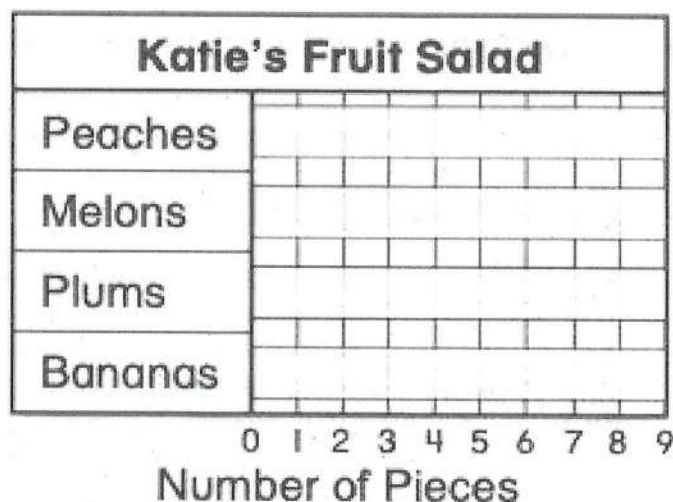 Katie's Fruit Salad
Peaches
Melons
Plums
Bananas
0 1 2 3 4 5 6 7 8 9
Number of Pieces